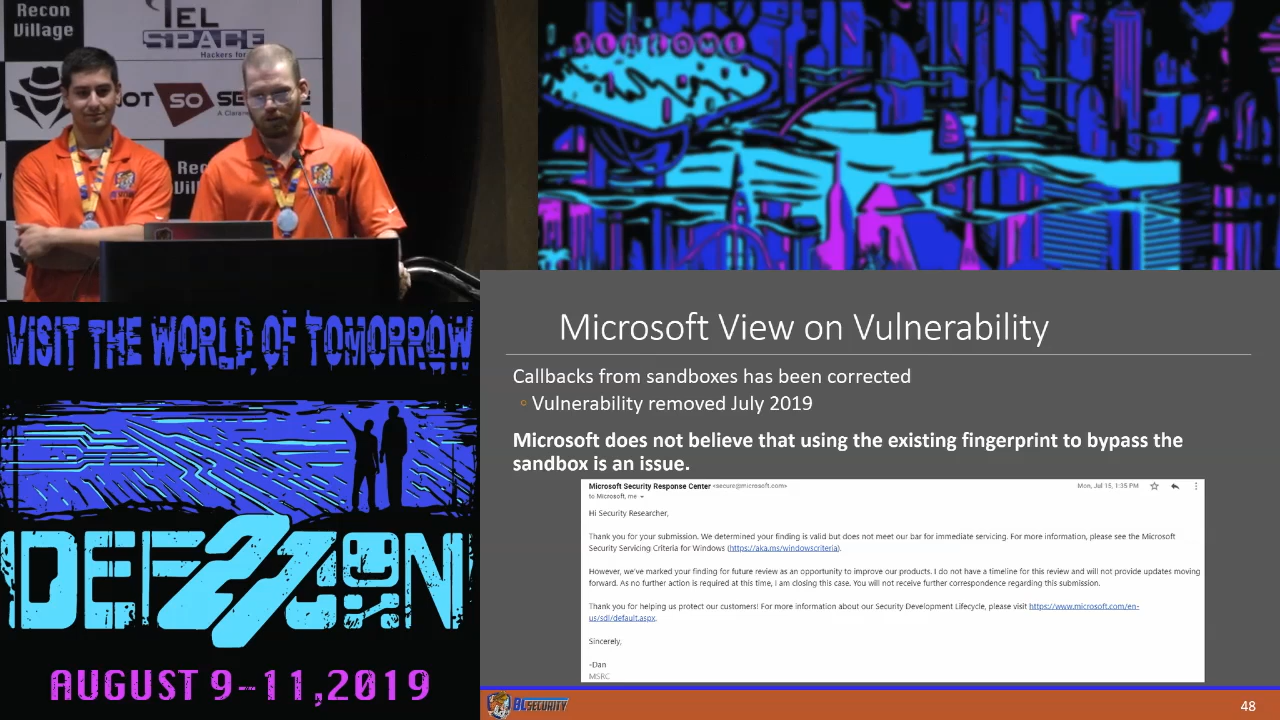 Recon
Village
TEL
SPACE
Hackers for
OT SO SE
A Claran
Rec
Vil
VISIT THE WORLD OF TOMORROW
DEFCON
AUGUST 9-11,2019
Microsoft View on Vulnerability
Callbacks from sandboxes has been corrected
Vulnerability removed July 2019
Microsoft does not believe that using the existing fingerprint to bypass the
sandbox is an issue.
Microsoft Security Response Center <secure@microsoft.com>
Mon, Jul 15, 1:35 PM
to Microsoft, me
Hi Security Researcher,
Thank you for your submission. We determined your finding is valid but does not meet our bar for immediate servicing. For more information, please see the Microsoft
Security Servicing Criteria for Windows (https://aka.ms/windowscriteria).
However, we've marked your finding for future review as an opportunity to improve our products. I do not have a timeline for this review and will not provide updates moving
forward. As no further action is required at this time, I am closing this case. You will not receive further correspondence regarding this submission.
Thank you for helping us protect our customers! For more information about our Security Development Lifecycle, please visit https://www.microsoft.com/en-
us/sdl/default.aspx.
Sincerely,
-Dan
MSRC
BC SECURITY
48